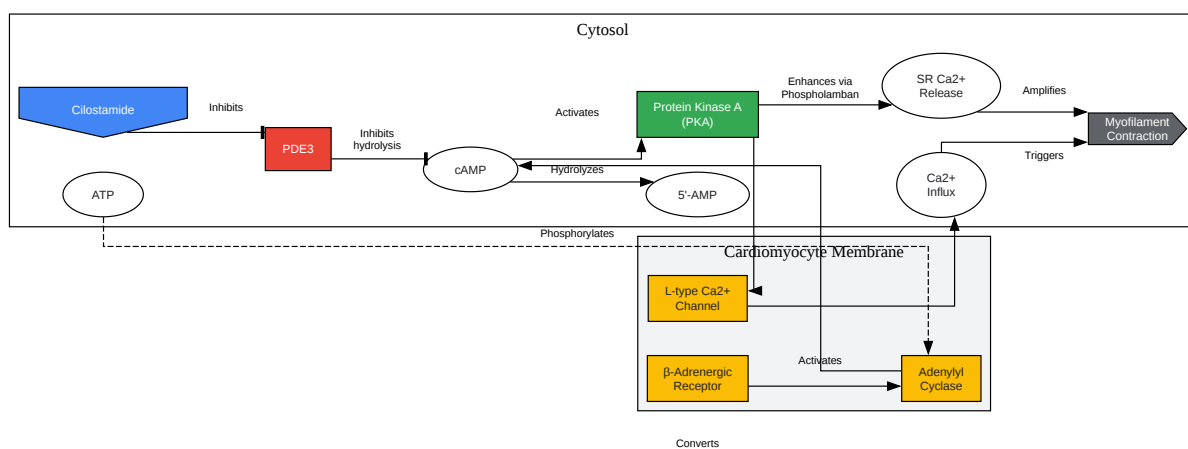 Cytosol
Cilostamide
Inhibits
PDE3
Inhibits
hydrolysis
cAMP
ATP
Activates
Protein Kinase A
(PKA)
Hydrolyzes
5'-AMP
Enhances via
Phospholamban
SR Ca2+
Release
Amplifies
Myofilament
Contraction
Triggers
Ca2+
Influx
Phosphorylates
Cardiomyocyte Membrane
L-type Ca2+
Channel
β-Adrenergic
Receptor
Activates
Adenylyl
Cyclase
Converts